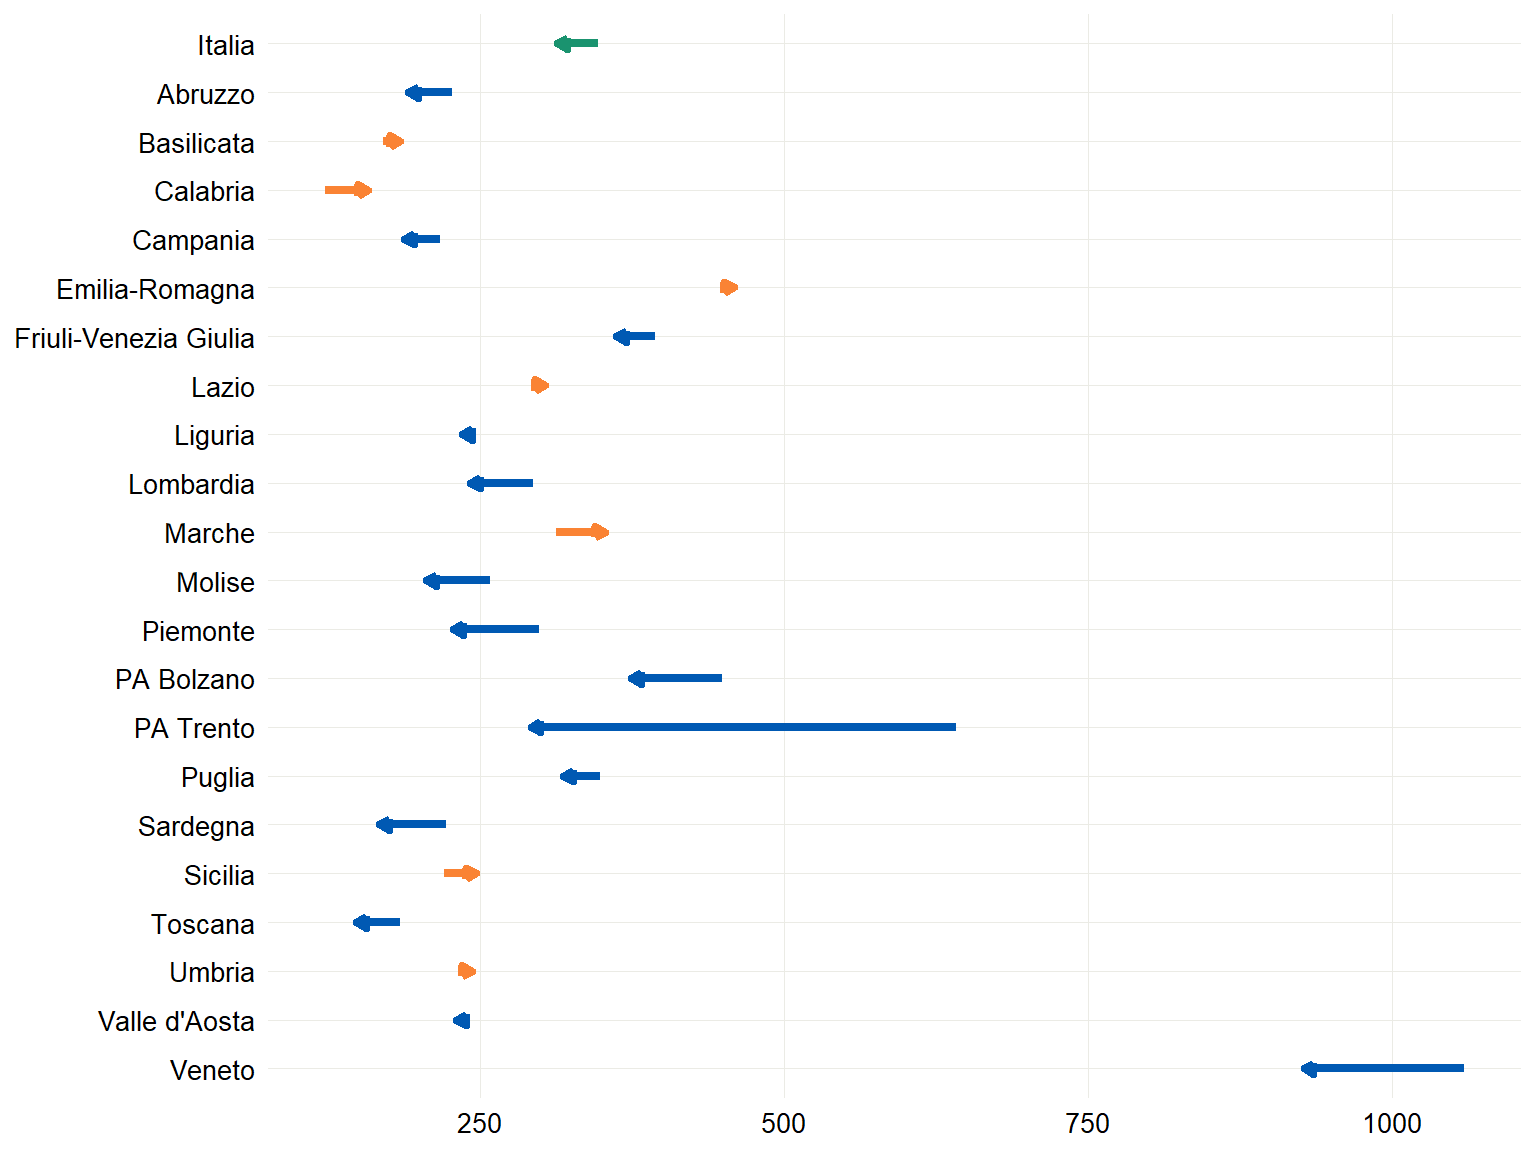 Italia
Abruzzo
Basilicata
Calabria
Campania
Emilia-Romagna
Friuli-Venezia Giulia
Lazio
Liguria
Lombardia
Marche
Molise
Piemonte
PA Bolzano
PA Trento
Puglia
Sardegna
Sicilia
Toscana
Umbria
Valle d'Aosta
Veneto
250 500 750 1000